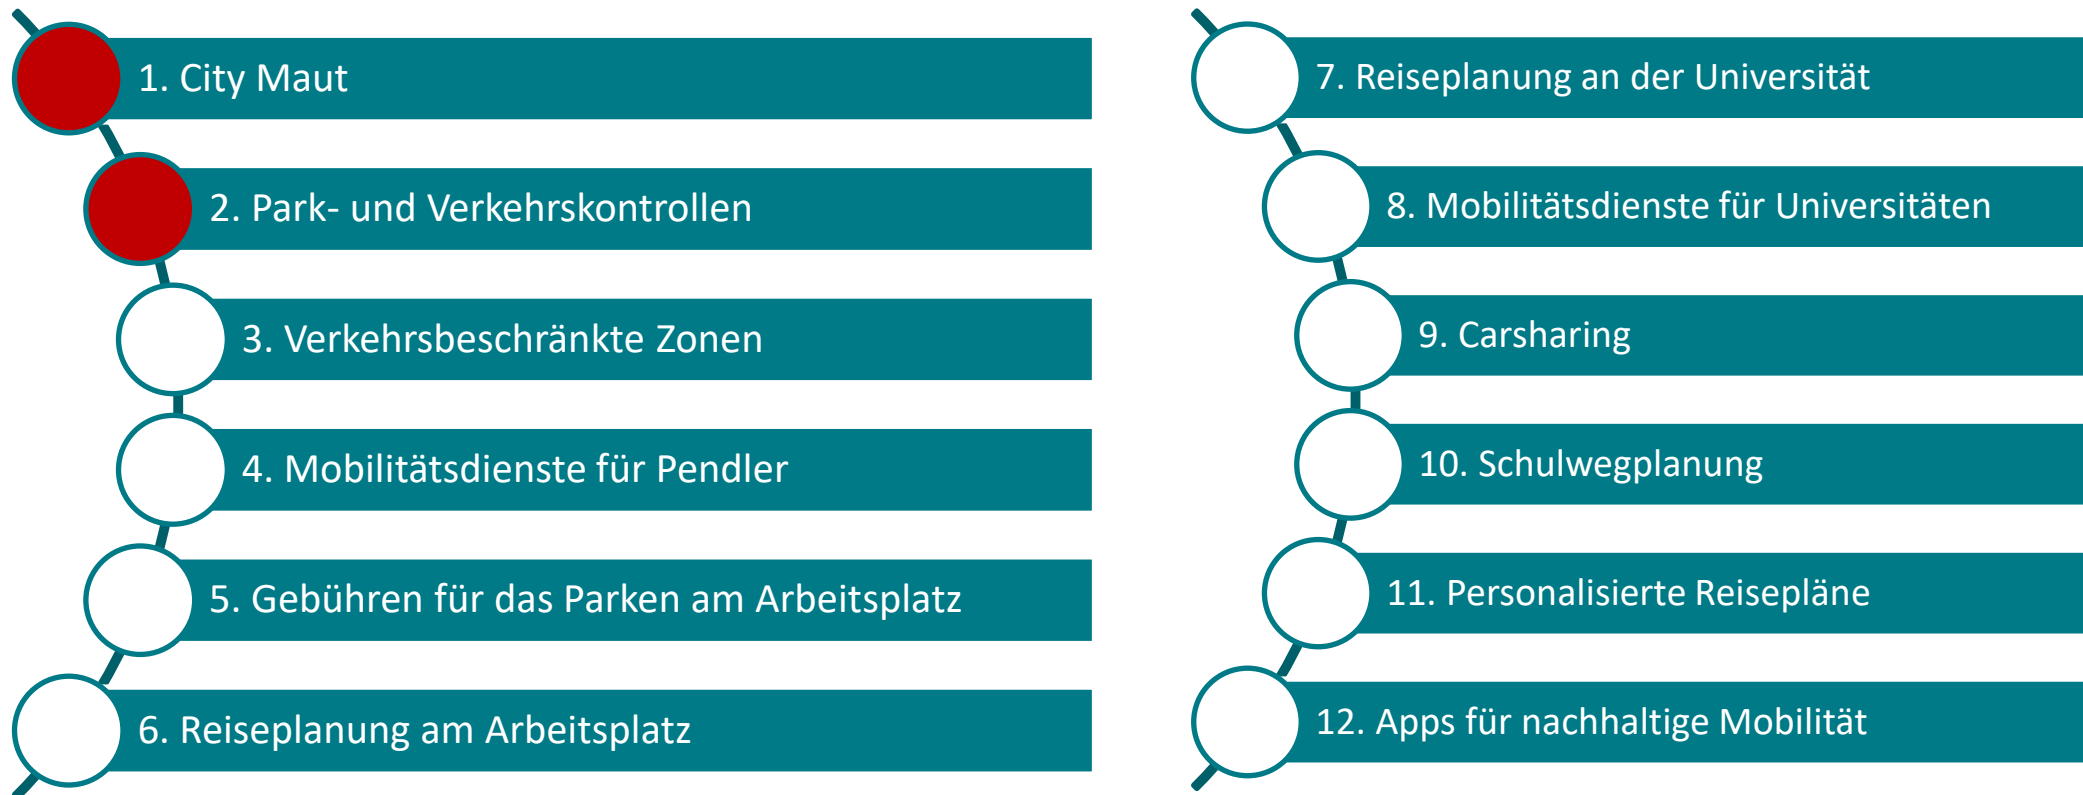 1. City Maut
2. Park- und Verkehrskontrollen
3. Verkehrsbeschränkte Zonen
4. Mobilitätsdienste für Pendler
5. Gebühren für das Parken am Arbeitsplatz
6. Reiseplanung am Arbeitsplatz
7. Reiseplanung an der Universität
8. Mobilitätsdienste für Universitäten
9. Carsharing
10. Schulwegplanung
11. Personalisierte Reisepläne
12. Apps für nachhaltige Mobilität